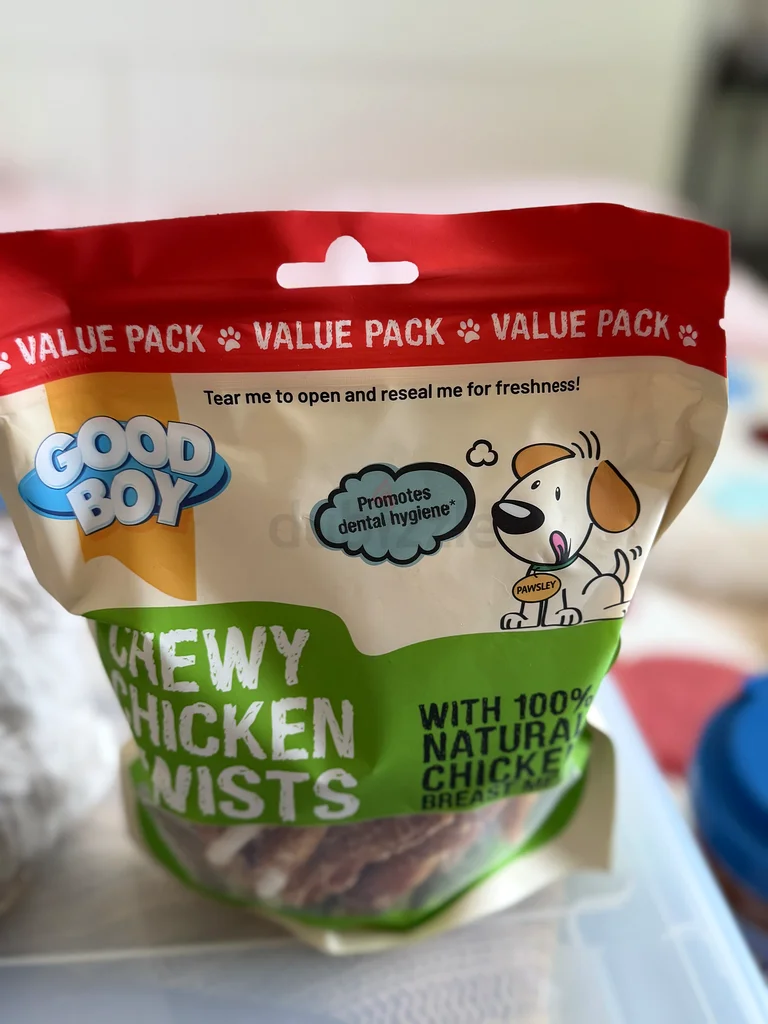 VALUE PACK VALUE PACK VALUE PACK
Tear me to open and reseal me for freshness!
GOOD
BOY
Promotes
dental hygiene*
PAWSLEY
CHEWY
CHICKEN
TWISTS
WITH 100%
NATURAL
CHICKEN
BREAST